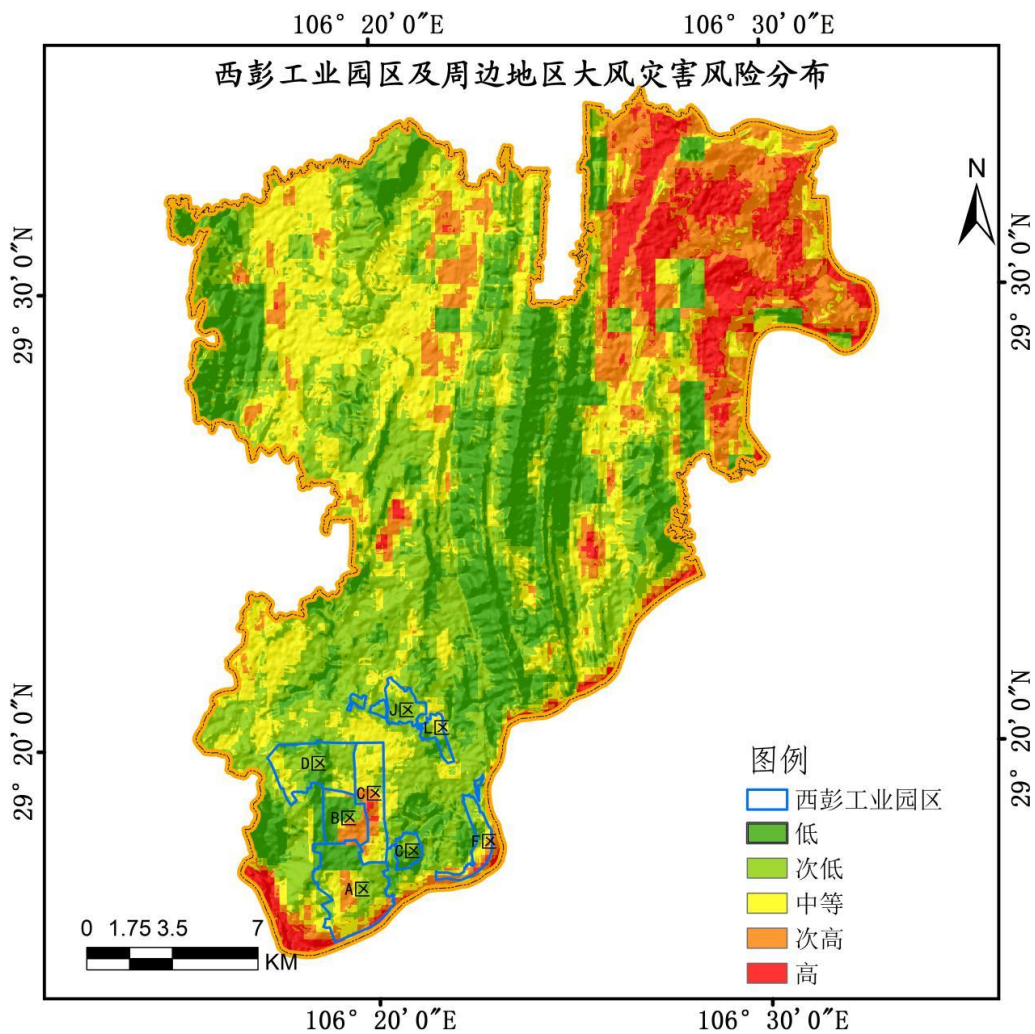 106° 20′ 0″E 106° 30′ 0″E
西彭工业园区及周边地区大风灾害风险分布
N
29° 30′ 0″N
29° 30′ 0″N
29° 20′ 0″N
29° 20′ 0″N
J区
L区
D区
C区
B区
F区
G区
A区
图例
西彭工业园区
低
次低
中等
次高
高
0 1.75 3.5 7
KM
106° 20′ 0″E 106° 30′ 0″E